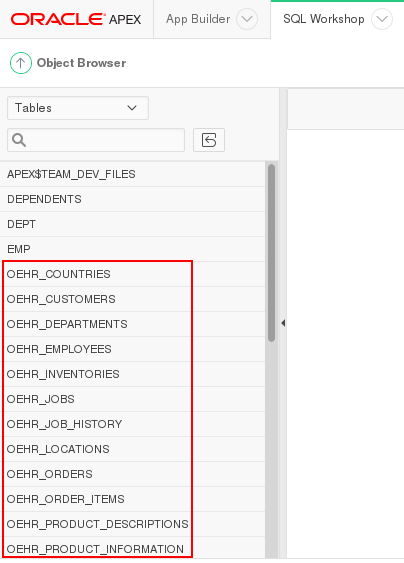 ORACLE APEX App Builder SQL Workshop
Object Browser
Tables
APEX$TEAM_DEV_FILES
DEPENDENTS
DEPT
EMP
OEHR_COUNTRIES
OEHR_CUSTOMERS
OEHR_DEPARTMENTS
OEHR_EMPLOYEES
OEHR_INVENTORIES
OEHR_JOBS
OEHR_JOB_HISTORY
OEHR_LOCATIONS
OEHR_ORDERS
OEHR_ORDER_ITEMS
OEHR_PRODUCT_DESCRIPTIONS
OEHR_PRODUCT_INFORMATION